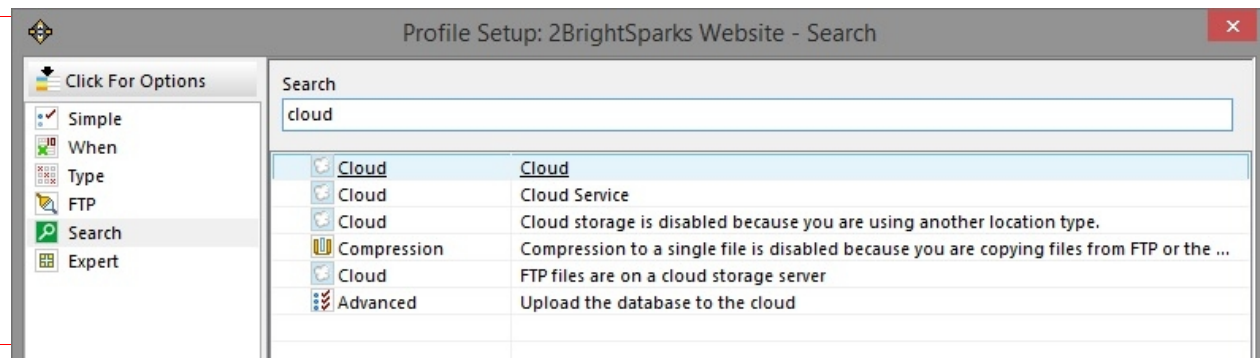 Profile Setup: 2BrightSparks Website - Search
Click For Options
Simple
When
Type
FTP
Search
Expert
Search
cloud
Cloud Cloud
Cloud Cloud Service
Cloud Cloud storage is disabled because you are using another location type.
Compression Compression to a single file is disabled because you are copying files from FTP or the ...
Cloud FTP files are on a cloud storage server
Advanced Upload the database to the cloud